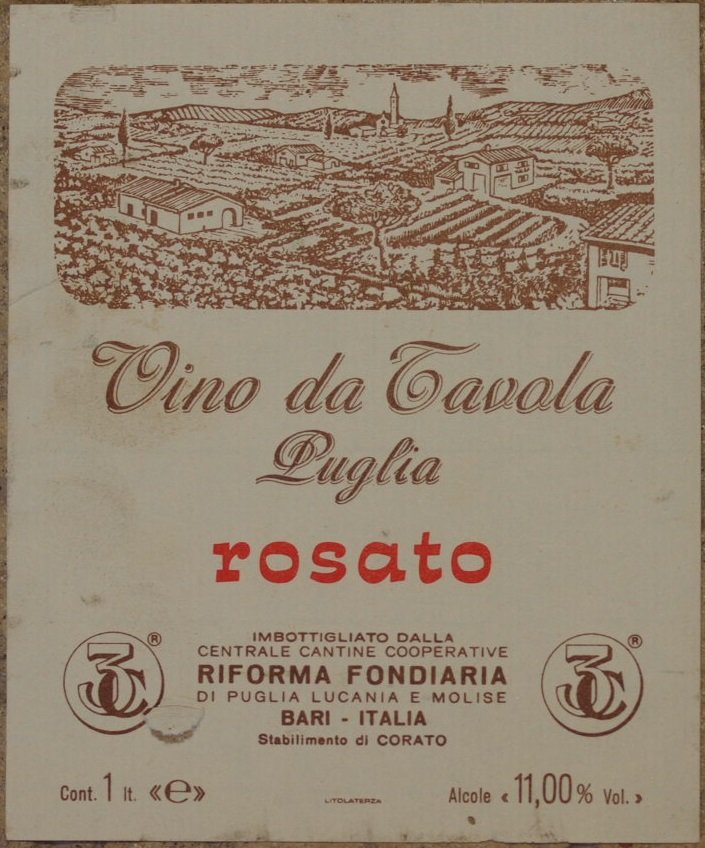 Vino da Tavola
Puglia
rosato
3C ® IMBOTTIGLIATO DALLA 3C ®
CENTRALE CANTINE COOPERATIVE
RIFORMA FONDIARIA
DI PUGLIA LUCANIA E MOLISE
BARI - ITALIA
Stabilimento di CORATO
Cont. 1 lt. «e» LITOLATERZA Alcole « 11,00% Vol. »